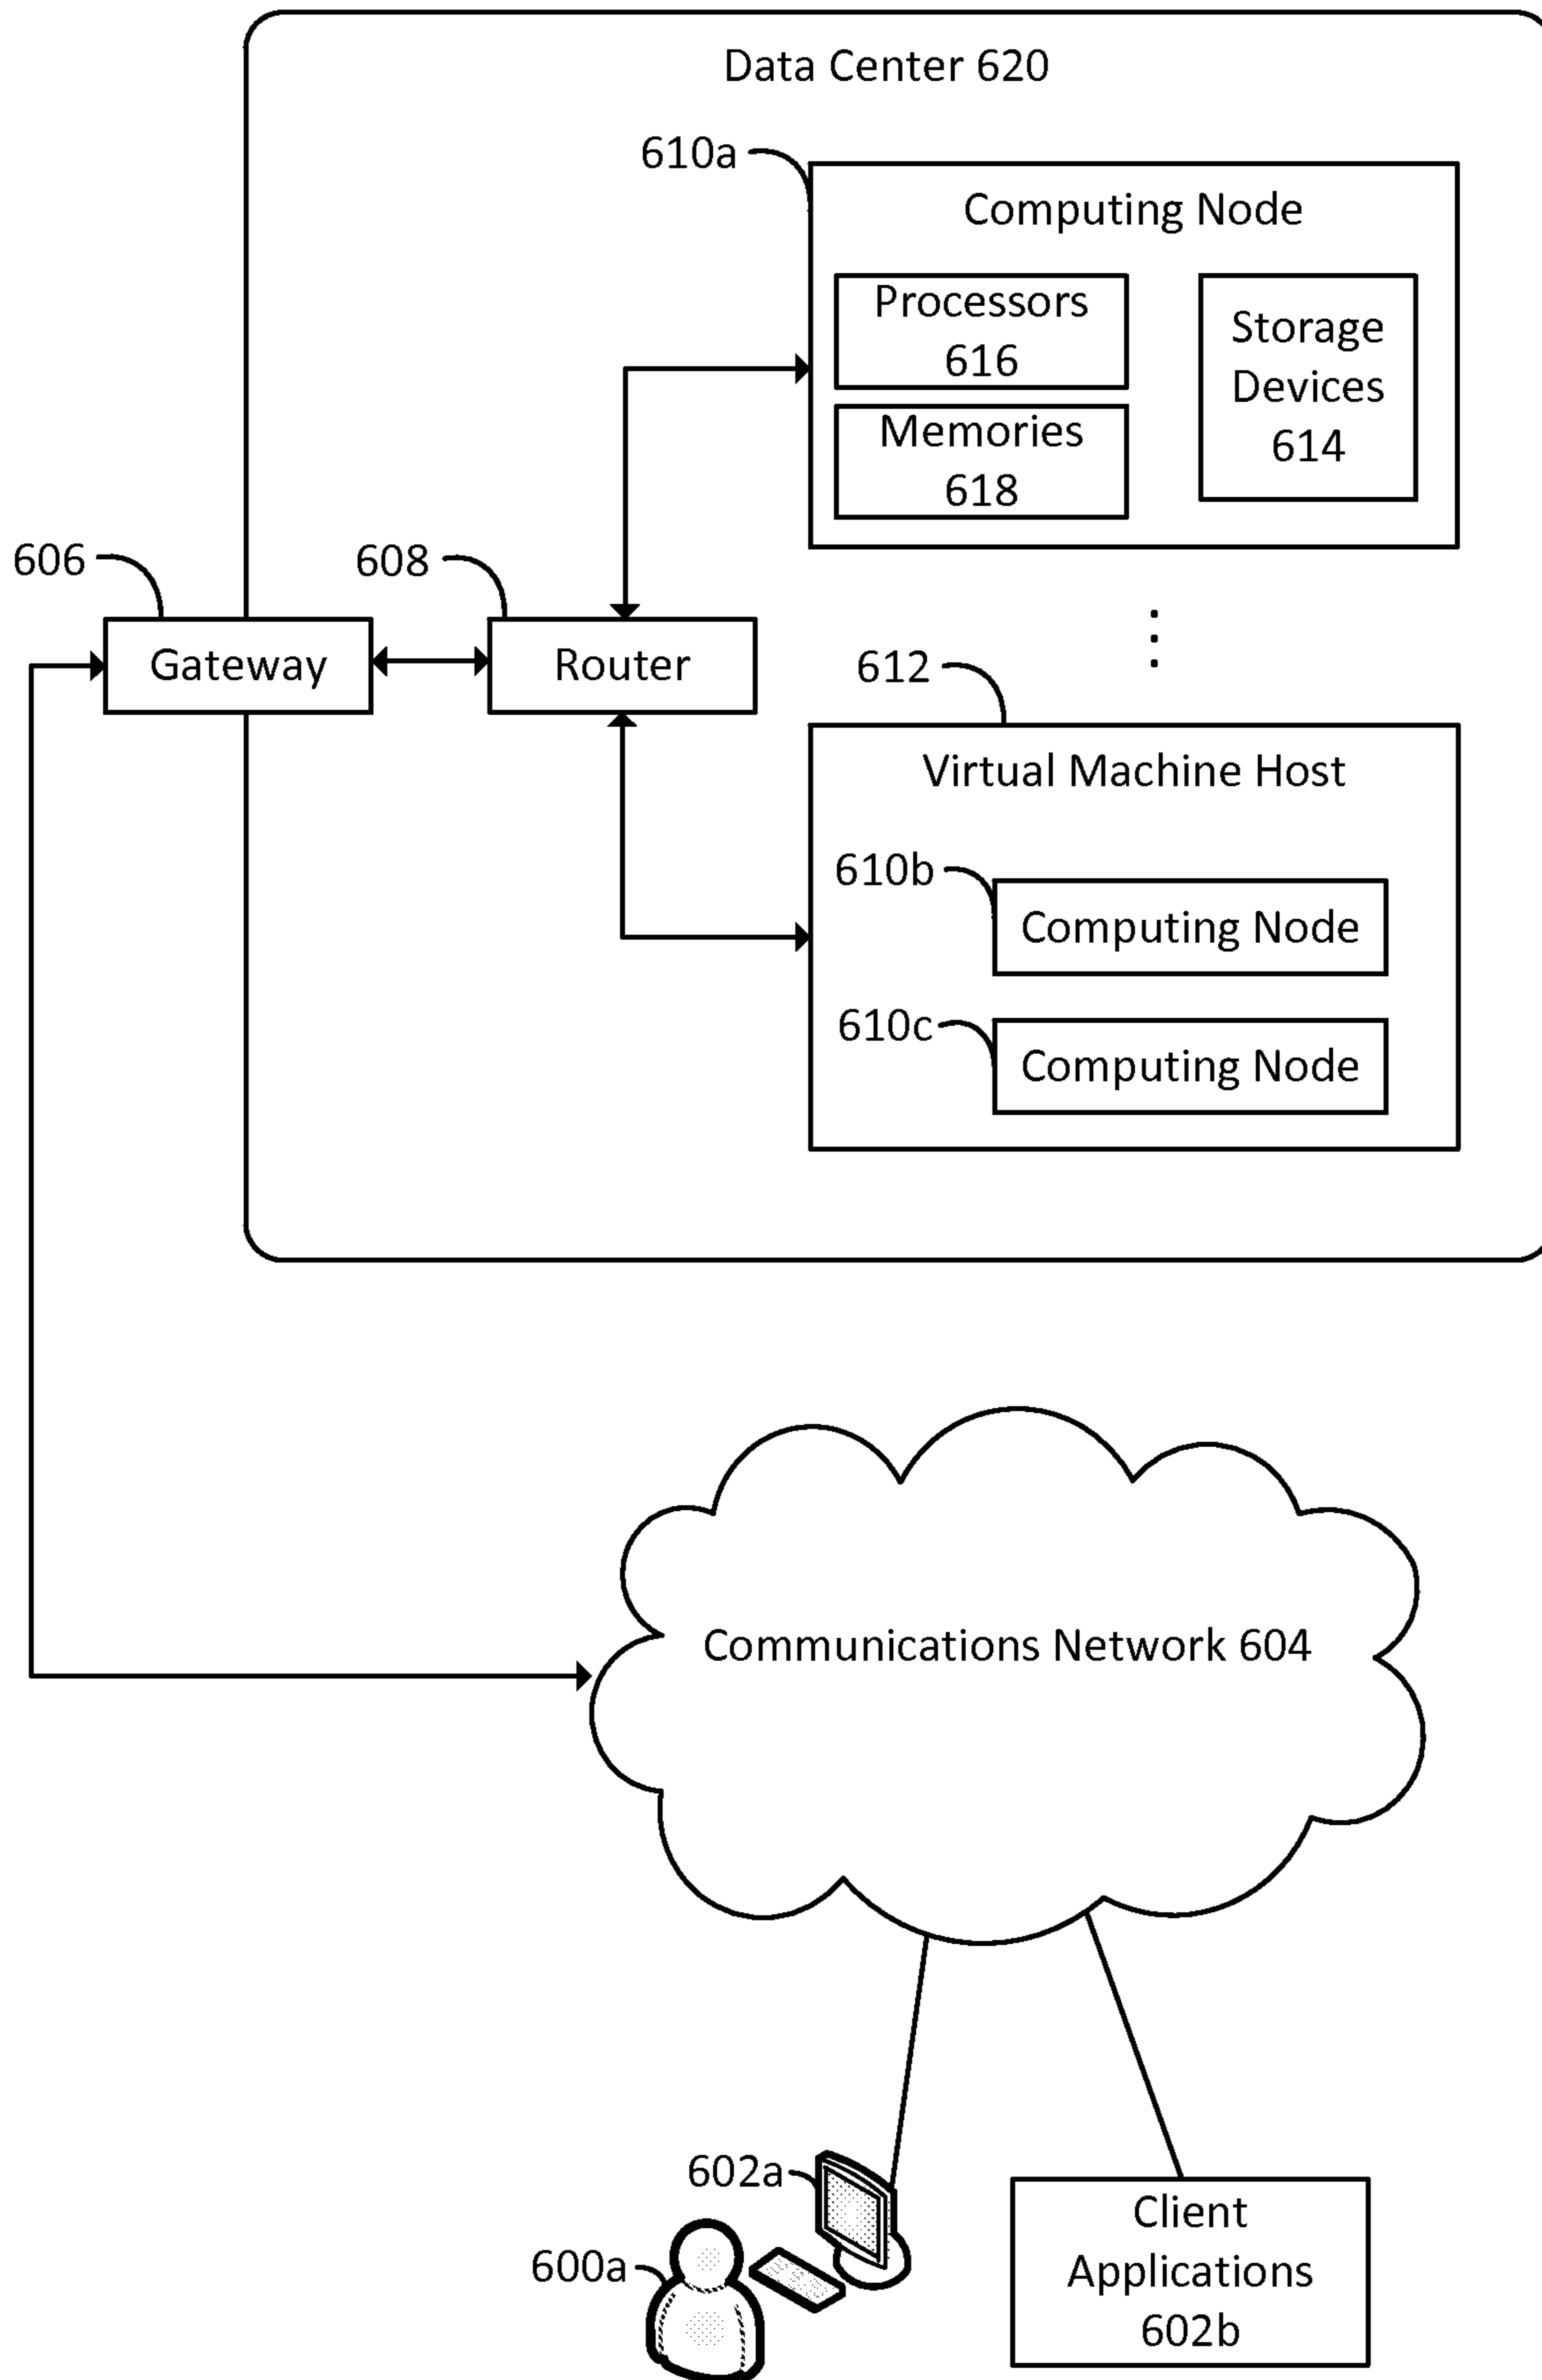 Data Center 620
610a
Computing Node
Processors
616
Storage
Devices
614
Memories
618
606
608
Gateway
Router
612
Virtual Machine Host
610b
Computing Node
610c
Computing Node
Communications Network 604
602a
600a
Client
Applications
602b